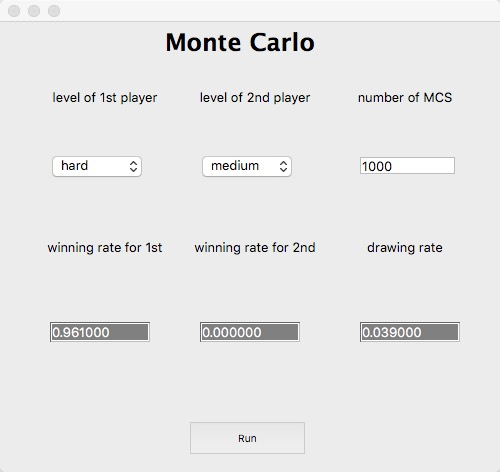 Monte Carlo
level of 1st player
level of 2nd player
number of MCS
hard
medium
1000
winning rate for 1st
winning rate for 2nd
drawing rate
0.961000
0.000000
0.039000
Run